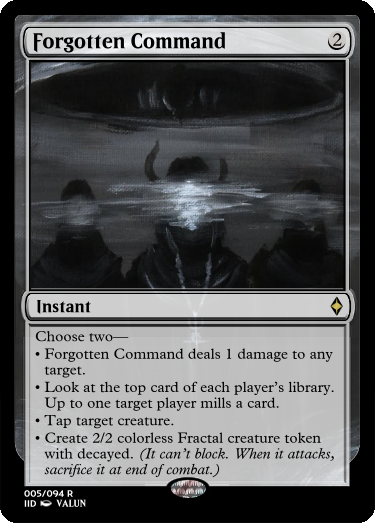 Forgotten Command 2
Instant
Choose two—
• Forgotten Command deals 1 damage to any
target.
• Look at the top card of each player's library.
Up to one target player mills a card.
• Tap target creature.
• Create 2/2 colorless Fractal creature token
with decayed. (It can't block. When it attacks,
sacrifice it at end of combat.)
005/094 R
IID VALUN